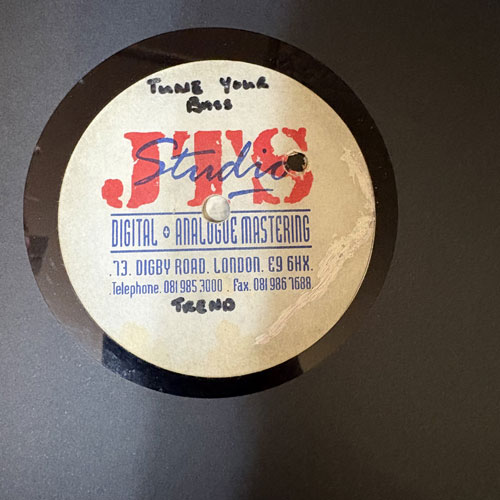 TUNE YOUR
BASS
JTS
Studio
DIGITAL + ANALOGUE MASTERING
.73. DIGBY ROAD. LONDON. E9 6HX.
Telephone. 081 985 3000 . Fax. 081 986 7688.
TREND